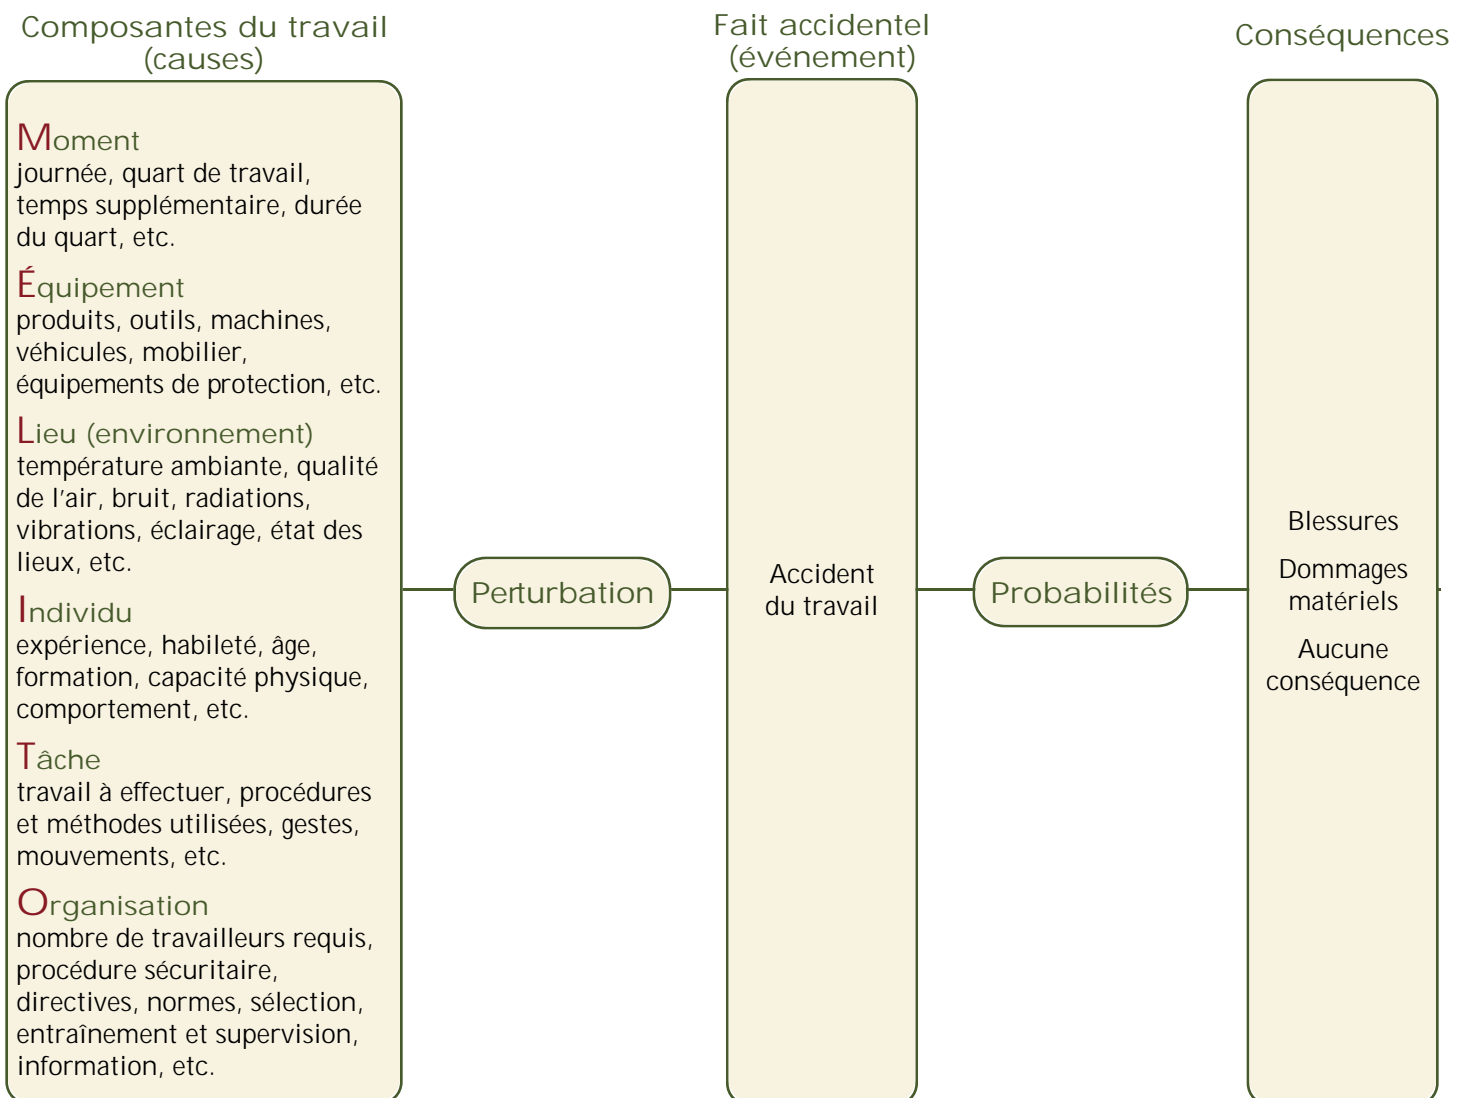 Composantes du travail
(causes)
Moment
journée, quart de travail,
temps supplémentaire, durée
du quart, etc.
Équipement
produits, outils, machines,
véhicules, mobilier,
équipements de protection, etc.
Lieu (environnement)
température ambiante, qualité
de l'air, bruit, radiations,
vibrations, éclairage, état des
lieux, etc.
Individu
expérience, habileté, âge,
formation, capacité physique,
comportement, etc.
Tâche
travail à effectuer, procédures
et méthodes utilisées, gestes,
mouvements, etc.
Organisation
nombre de travailleurs requis,
procédure sécuritaire,
directives, normes, sélection,
entraînement et supervision,
information, etc.
Perturbation
Fait accidentel
(événement)
Accident
du travail
Probabilités
Conséquences
Blessures
Dommages
matériels
Aucune
conséquence